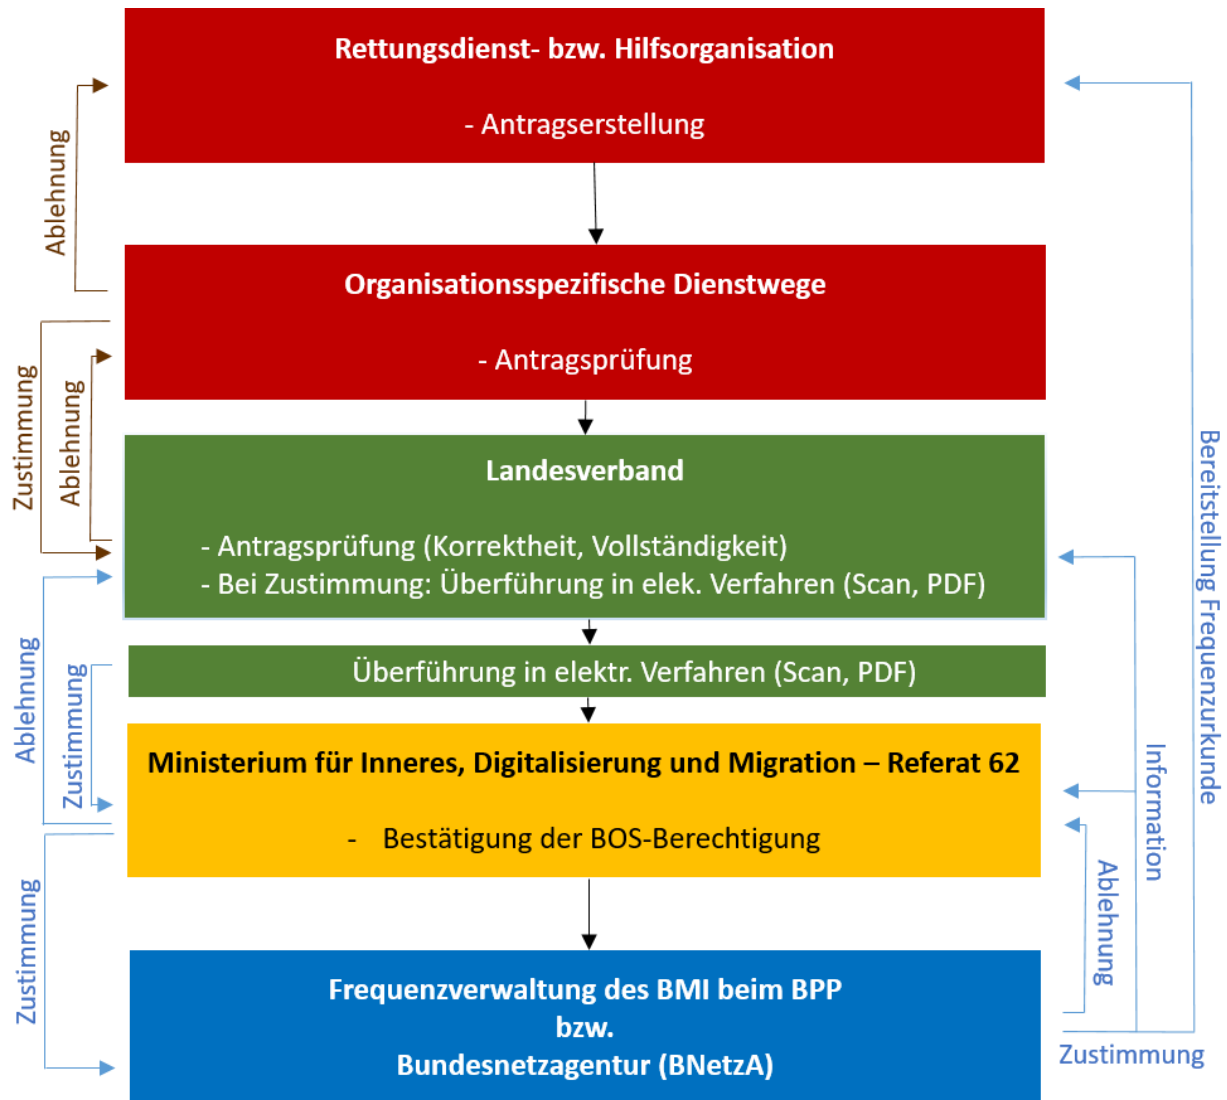 Rettungsdienst- bzw. Hilfsorganisation
- Antragserstellung
Ablehnung
Organisationsspezifische Dienstwege
- Antragsprüfung
Zustimmung
Ablehnung
Landesverband
- Antragsprüfung (Korrektheit, Vollständigkeit)
- Bei Zustimmung: Überführung in elek. Verfahren (Scan, PDF)
Überführung in elektr. Verfahren (Scan, PDF)
Ablehnung
Zustimmung
Ministerium für Inneres, Digitalisierung und Migration – Referat 62
- Bestätigung der BOS-Berechtigung
Zustimmung
Frequenzverwaltung des BMI beim BPP
bzw.
Bundesnetzagentur (BNetzA)
Ablehnung
Information
Bereitstellung Frequenzurkunde
Zustimmung